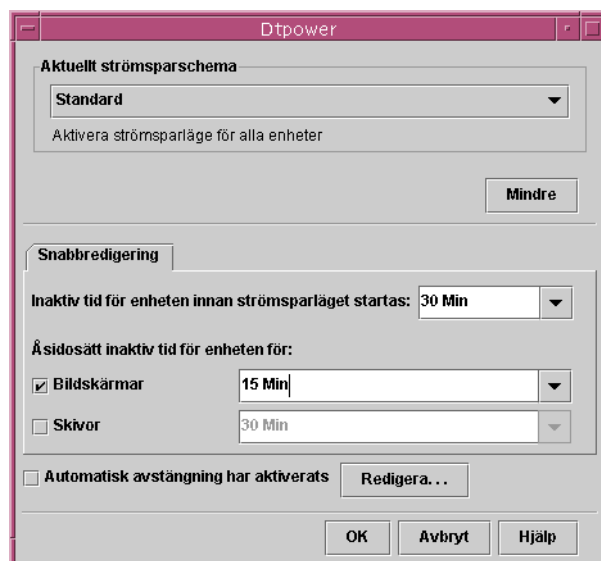 Dtpower
Aktuellt strömsparschema
Standard
Aktivera strömsparläge för alla enheter
Mindre
Snabbredigering
Inaktiv tid för enheten innan strömsparläget startas: 30 Min
Åsidosätt inaktiv tid för enheten för:
Bildskärmar 15 Min
Skivor 30 Min
Automatisk avstängning har aktiverats Redigera...
OK Avbryt Hjälp